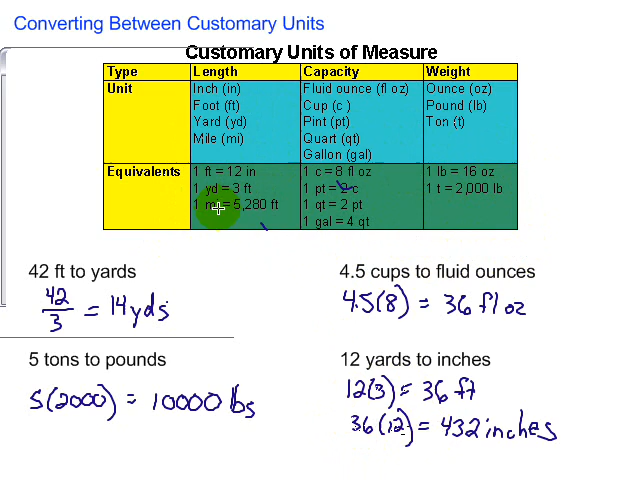 Converting Between Customary Units
Customary Units of Measure
Type Length Capacity Weight
Unit Inch (in) Fluid ounce (fl oz) Ounce (oz)
Foot (ft) Cup (c ) Pound (lb)
Yard (yd) Pint (pt) Ton (t)
Mile (mi) Quart (qt)
Gallon (gal)
Equivalents 1 ft = 12 in 1 c = 8 fl oz 1 lb = 16 oz
1 yd = 3 ft 1 pt = 2 c 1 t = 2,000 lb
1 mi = 5,280 ft 1 qt = 2 pt
1 gal = 4 qt
42 ft to yards
42
3
= 14 yds
4.5 cups to fluid ounces
4.5(8) = 36 fl oz
5 tons to pounds
5(2000) = 10000 lbs
12 yards to inches
12(3) = 36 ft
36(12) = 432 inches